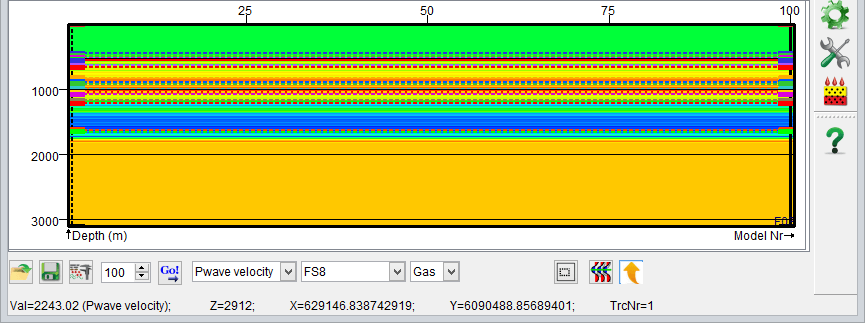 25 50 75 100
1000
2000
3000
Depth (m) Model Nr
100 Go! Pwave velocity FS8 Gas
Val=2243.02 (Pwave velocity); Z=2912; X=629146.838742919; Y=6090488.85689401; TrcNr=1